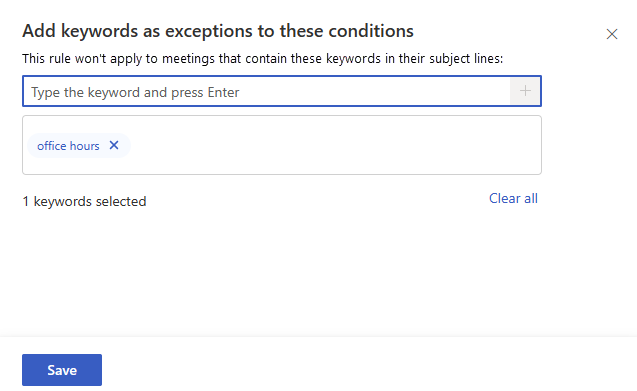 Add keywords as exceptions to these conditions
This rule won't apply to meetings that contain these keywords in their subject lines:
Type the keyword and press Enter
office hours
1 keywords selected
Clear all
Save